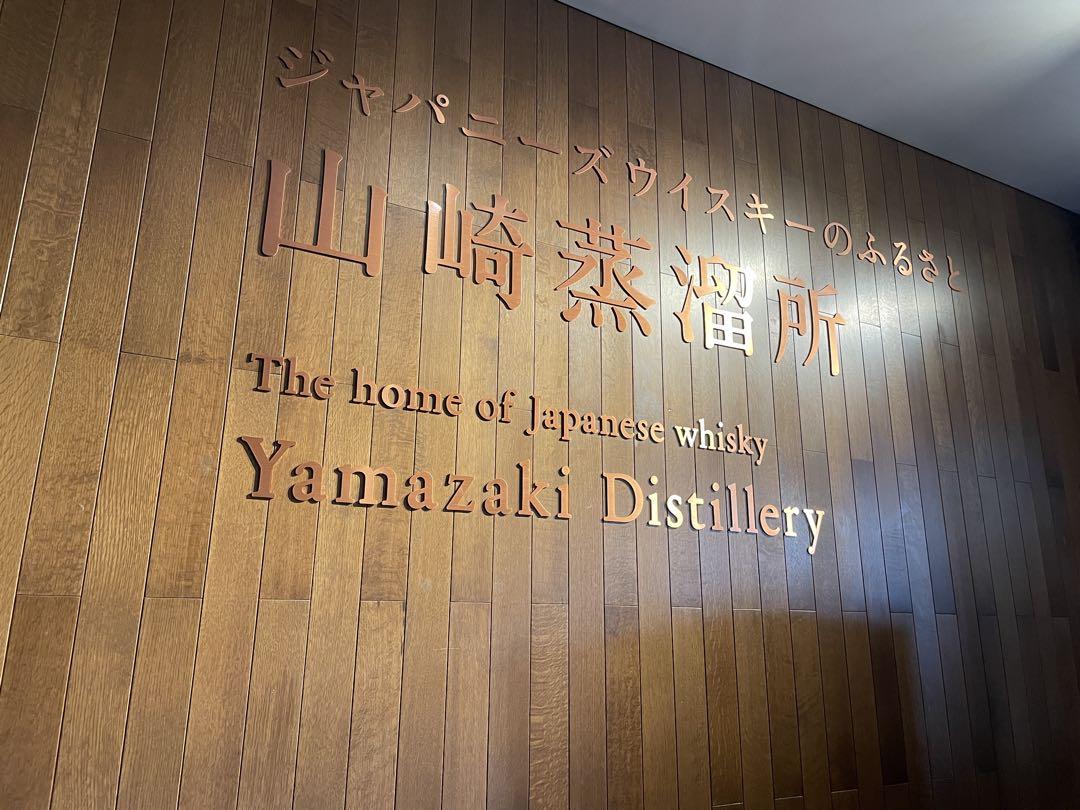 ジャパニーズウイスキーのふるさと
山崎蒸溜所
The home of Japanese whisky
Yamazaki Distillery